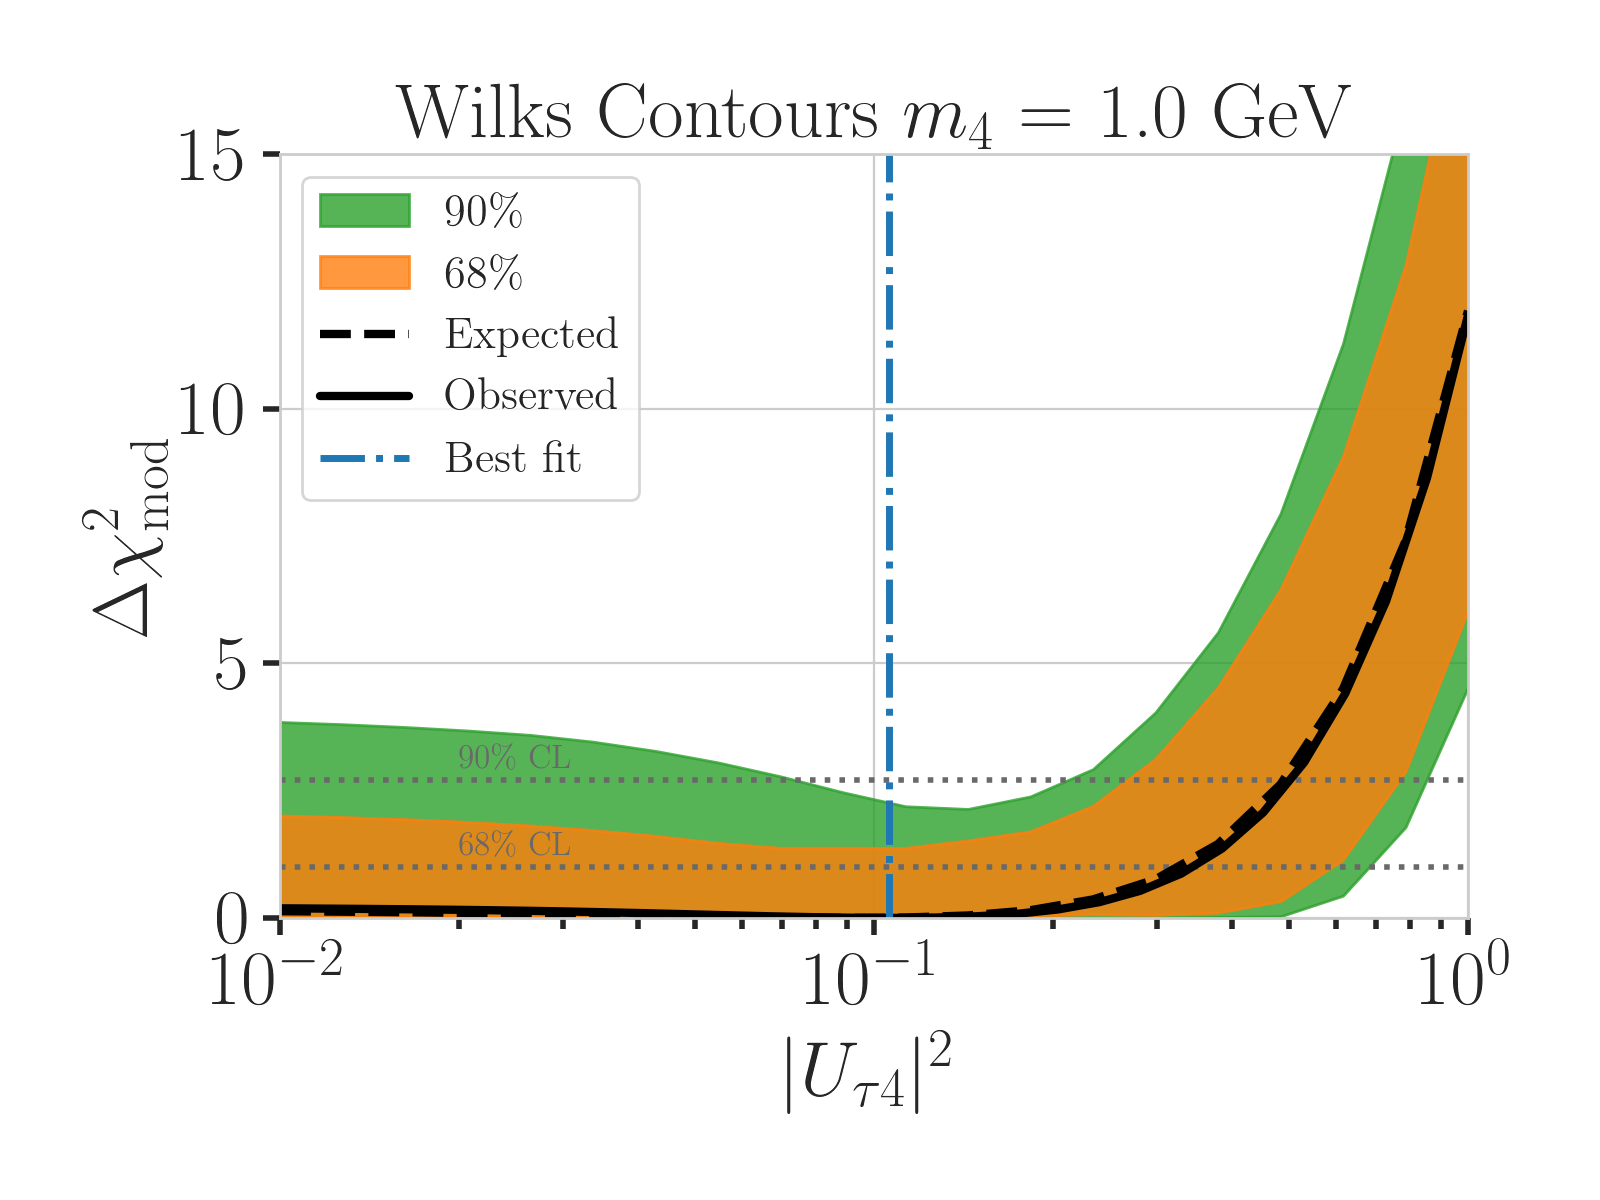 Wilks Contours m₄ = 1.0 GeV
15
10
5
0
Δχ²mod
90%
68%
Expected
Observed
Best fit
90% CL
68% CL
10⁻²
10⁻¹
10⁰
|Uτ4|²